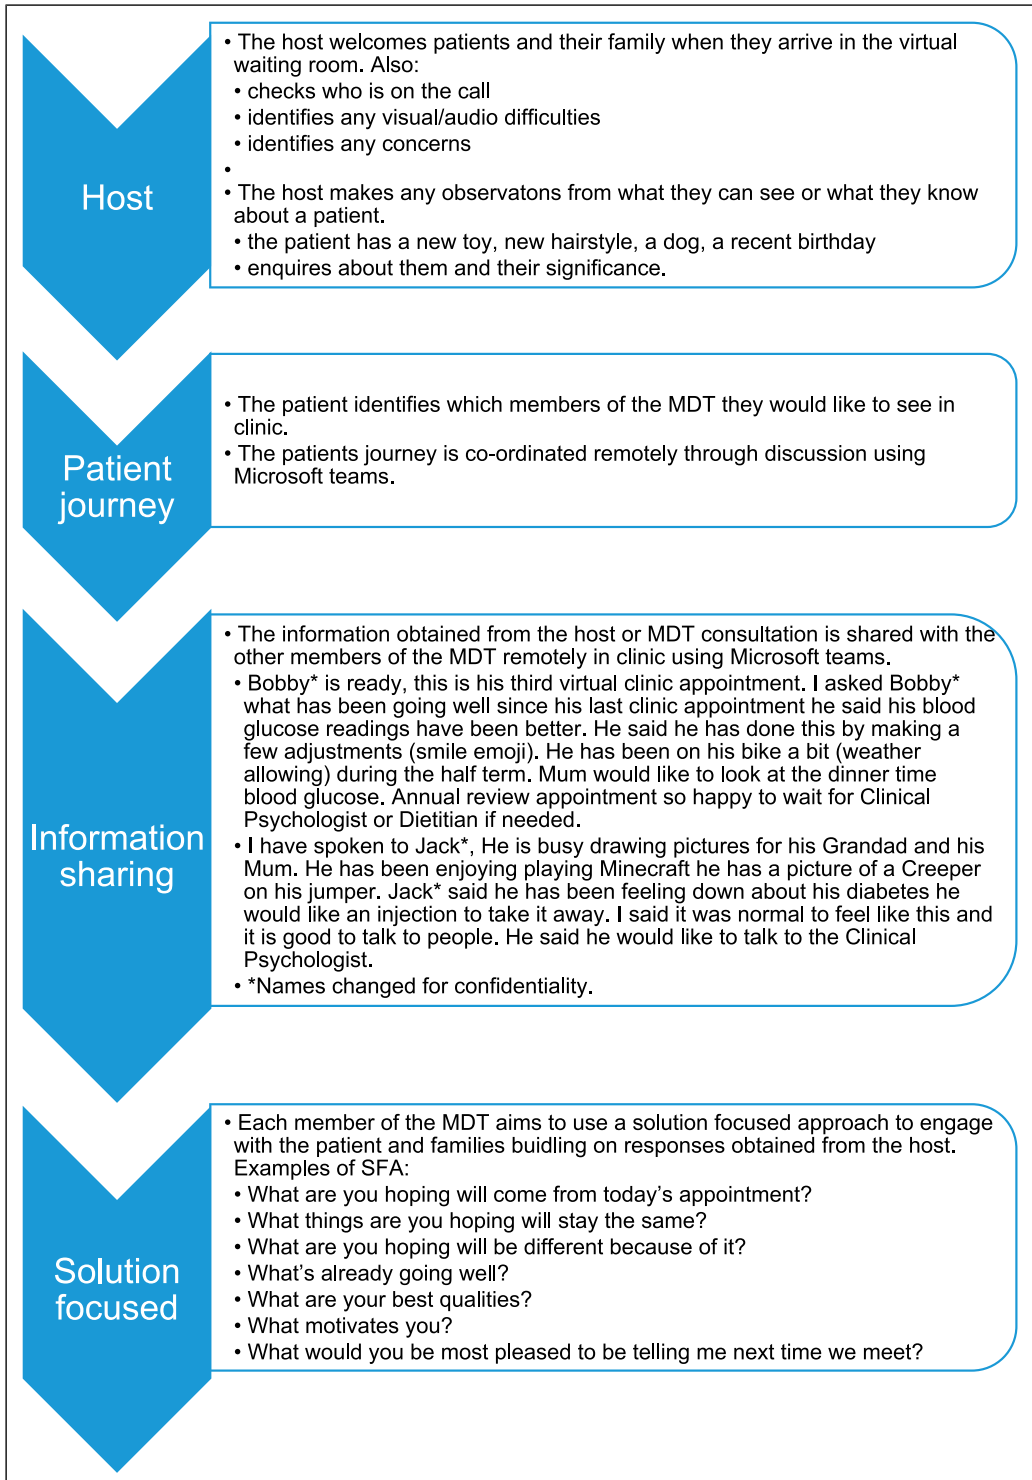 Host
• The host welcomes patients and their family when they arrive in the virtual
waiting room. Also:
• checks who is on the call
• identifies any visual/audio difficulties
• identifies any concerns
•
• The host makes any observatons from what they can see or what they know
about a patient.
• the patient has a new toy, new hairstyle, a dog, a recent birthday
• enquires about them and their significance.
Patient
journey
• The patient identifies which members of the MDT they would like to see in
clinic.
• The patients journey is co-ordinated remotely through discussion using
Microsoft teams.
Information
sharing
• The information obtained from the host or MDT consultation is shared with the
other members of the MDT remotely in clinic using Microsoft teams.
• Bobby* is ready, this is his third virtual clinic appointment. I asked Bobby*
what has been going well since his last clinic appointment he said his blood
glucose readings have been better. He said he has done this by making a
few adjustments (smile emoji). He has been on his bike a bit (weather
allowing) during the half term. Mum would like to look at the dinner time
blood glucose. Annual review appointment so happy to wait for Clinical
Psychologist or Dietitian if needed.
• I have spoken to Jack*, He is busy drawing pictures for his Grandad and his
Mum. He has been enjoying playing Minecraft he has a picture of a Creeper
on his jumper. Jack* said he has been feeling down about his diabetes he
would like an injection to take it away. I said it was normal to feel like this and
it is good to talk to people. He said he would like to talk to the Clinical
Psychologist.
• *Names changed for confidentiality.
Solution
focused
• Each member of the MDT aims to use a solution focused approach to engage
with the patient and families buidling on responses obtained from the host.
Examples of SFA:
• What are you hoping will come from today's appointment?
• What things are you hoping will stay the same?
• What are you hoping will be different because of it?
• What's already going well?
• What are your best qualities?
• What motivates you?
• What would you be most pleased to be telling me next time we meet?